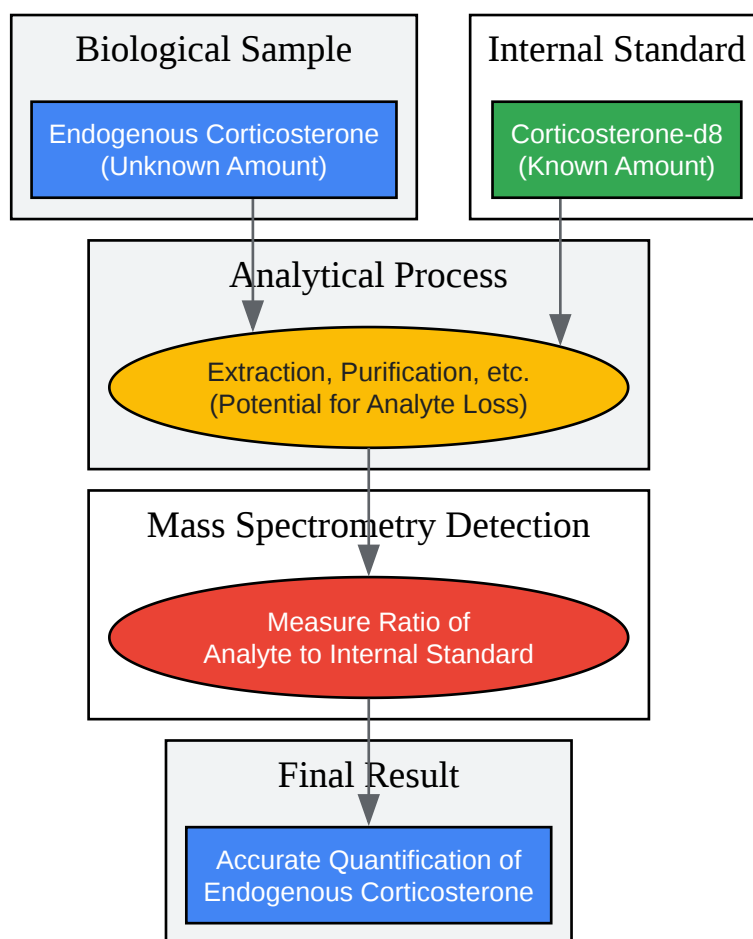 Biological Sample
Endogenous Corticosterone
(Unknown Amount)
Internal Standard
Corticosterone-d8
(Known Amount)
Analytical Process
Extraction, Purification, etc.
(Potential for Analyte Loss)
Mass Spectrometry Detection
Measure Ratio of
Analyte to Internal Standard
Final Result
Accurate Quantification of
Endogenous Corticosterone